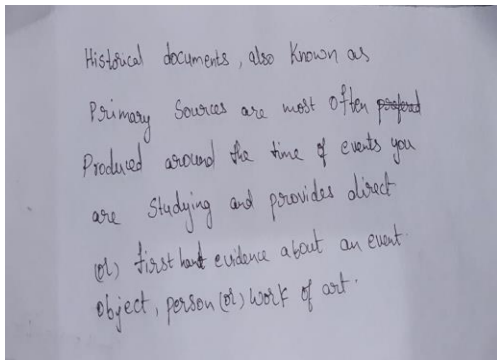 Historical documents, also known as
Primary Sources are most often
Produced around the time of events you
are Studying and provides direct
(or) first hant evidence about an event
object, person (or) work of art.